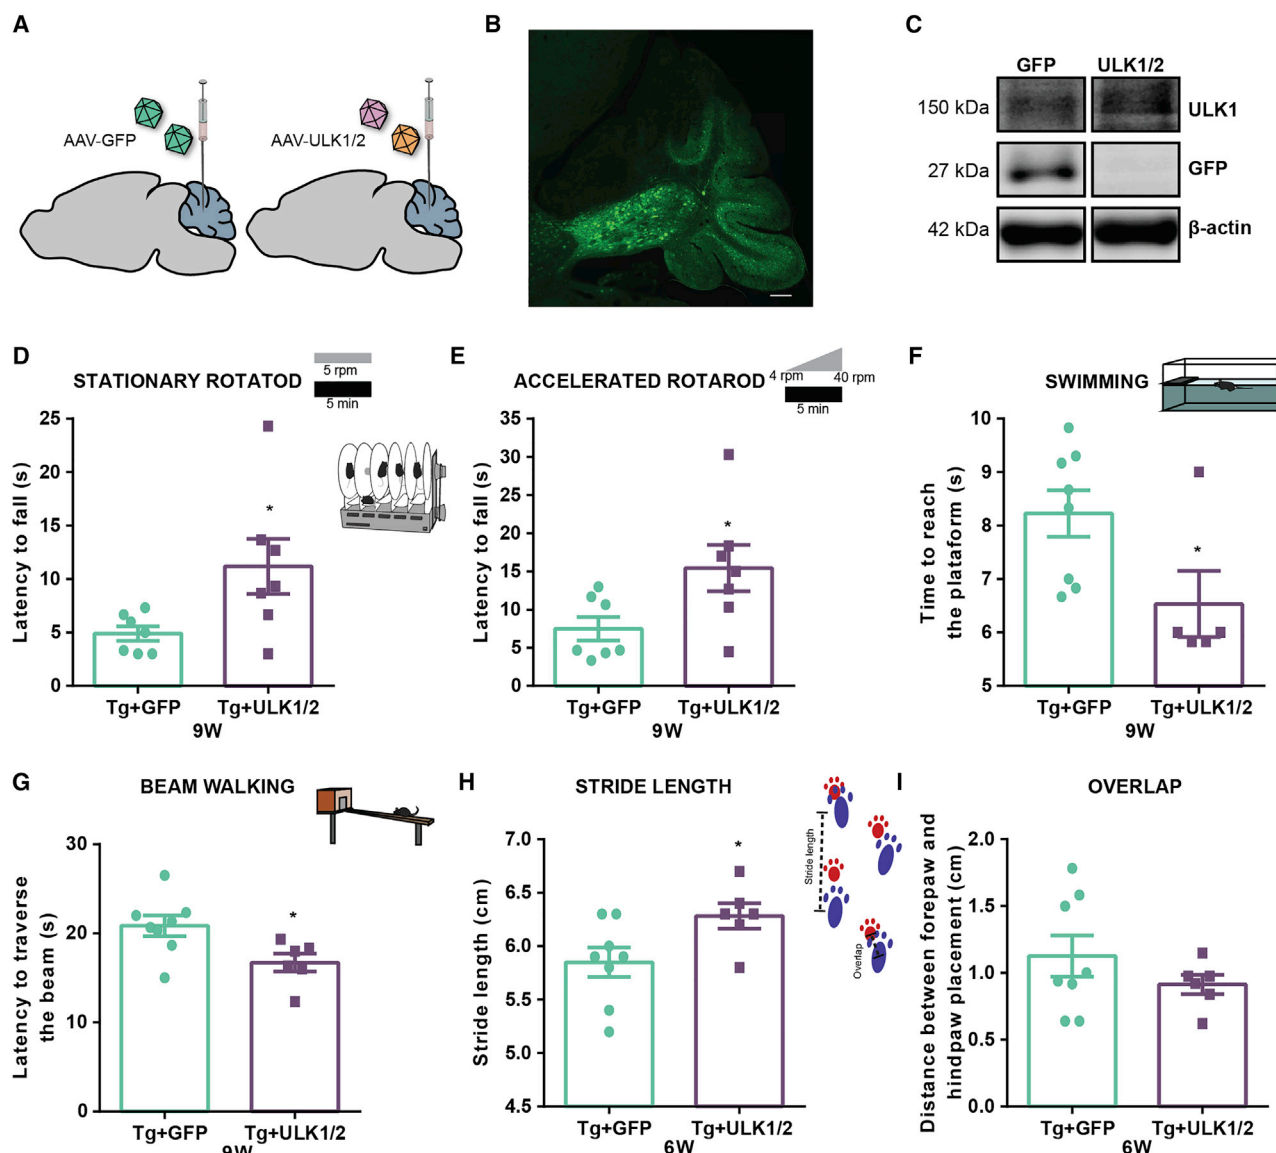 A
AAV-GFP
AAV-ULK1/2
B
C
GFP ULK1/2
150 kDa ULK1
27 kDa GFP
42 kDa β-actin
D
STATIONARY ROTATOD
5 rpm
5 min
Latency to fall (s)
25
20
15
10
5
0
*
Tg+GFP Tg+ULK1/2
9W
E
ACCELERATED ROTAROD
4 rpm 40 rpm
5 min
Latency to fall (s)
35
30
25
20
15
10
5
0
*
Tg+GFP Tg+ULK1/2
9W
F
SWIMMING
Time to reach
the plataform (s)
10
9
8
7
6
5
*
Tg+GFP Tg+ULK1/2
9W
G
BEAM WALKING
Latency to traverse
the beam (s)
30
20
10
0
*
Tg+GFP Tg+ULK1/2
9W
H
STRIDE LENGTH
Stride length (cm)
7.0
6.5
6.0
5.5
5.0
4.5
*
Tg+GFP Tg+ULK1/2
6W
Stride length
Overlap
I
OVERLAP
Distance between forepaw and
hindpaw placement (cm)
2.0
1.5
1.0
0.5
0.0
Tg+GFP Tg+ULK1/2
6W